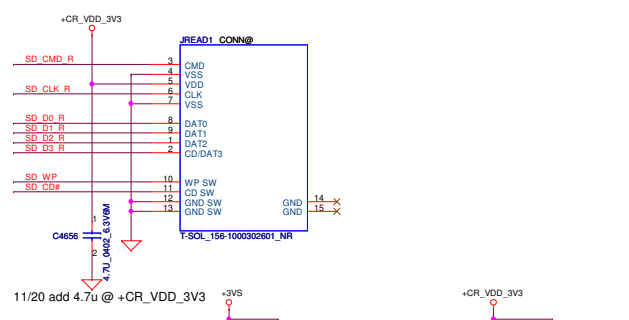 +CR_VDD_3V3
JREAD1 CONN@
SD_CMD_R 3 CMD
4 VSS
5 VDD
SD_CLK_R 6 CLK
7 VSS
SD_D0_R 8 DAT0
SD_D1_R 9 DAT1
SD_D2_R 1 DAT2
SD_D3_R 2 CD/DAT3
SD_WP 10 WP SW
SD_CD# 11 CD SW
12 GND SW GND 14
13 GND SW GND 15
T-SOL_156-1000302601_NR
1
C4656
2
4.7U_0402_6.3V6M
11/20 add 4.7u @ +CR_VDD_3V3
+3VS
+CR_VDD_3V3